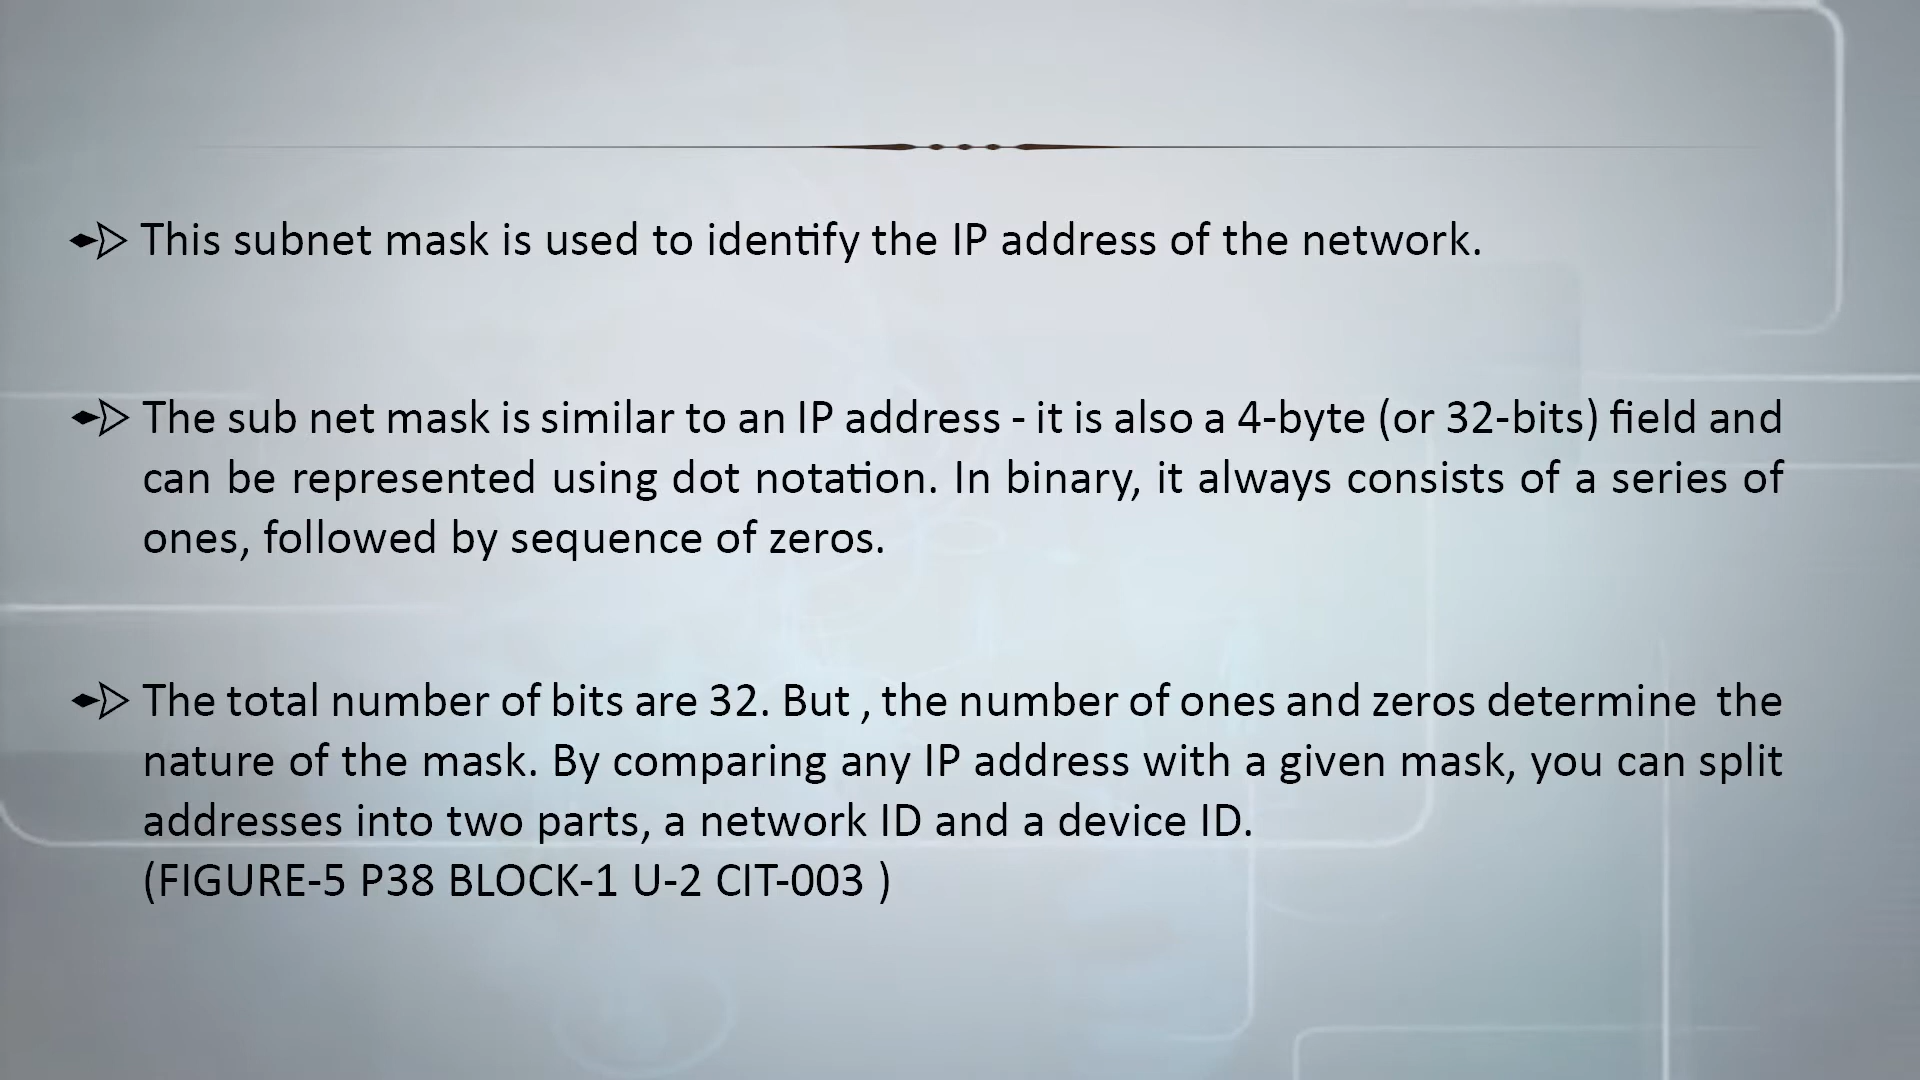 This subnet mask is used to identify the IP address of the network.
The sub net mask is similar to an IP address - it is also a 4-byte (or 32-bits) field and
can be represented using dot notation. In binary, it always consists of a series of
ones, followed by sequence of zeros.
The total number of bits are 32. But , the number of ones and zeros determine the
nature of the mask. By comparing any IP address with a given mask, you can split
addresses into two parts, a network ID and a device ID.
(FIGURE-5 P38 BLOCK-1 U-2 CIT-003 )